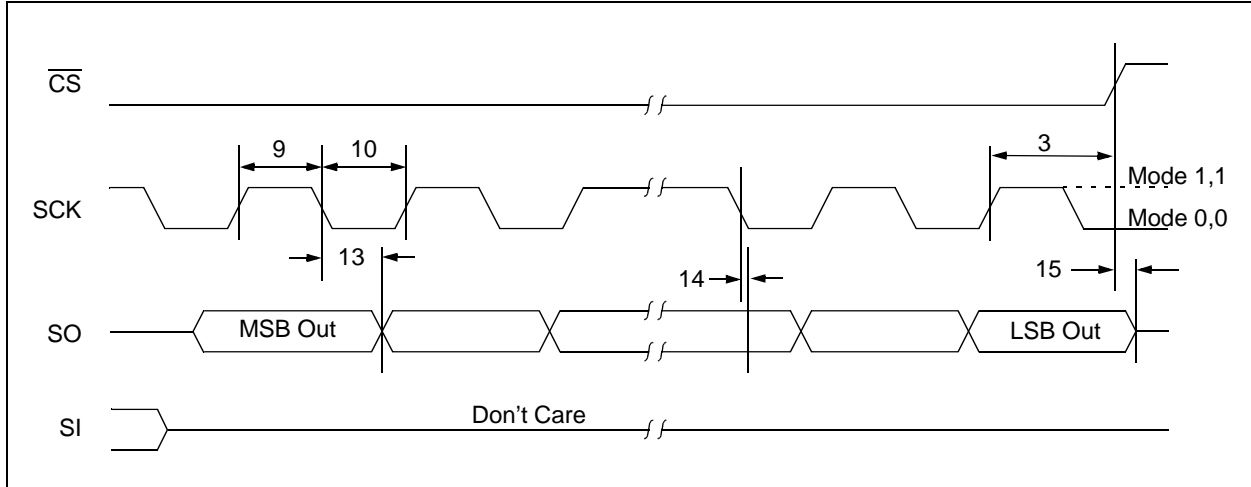 CS
9
10
3
Mode 1,1
SCK
Mode 0,0
13
14
15
SO
MSB Out
LSB Out
Don't Care
SI